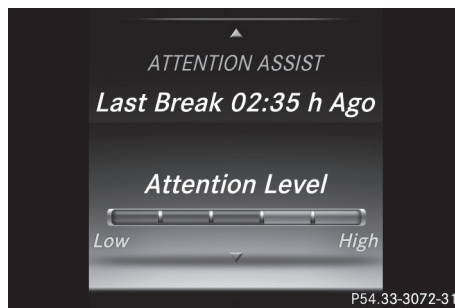 ATTENTION ASSIST
Last Break 02:35 h Ago
Attention Level
Low High
P54.33-3072-31